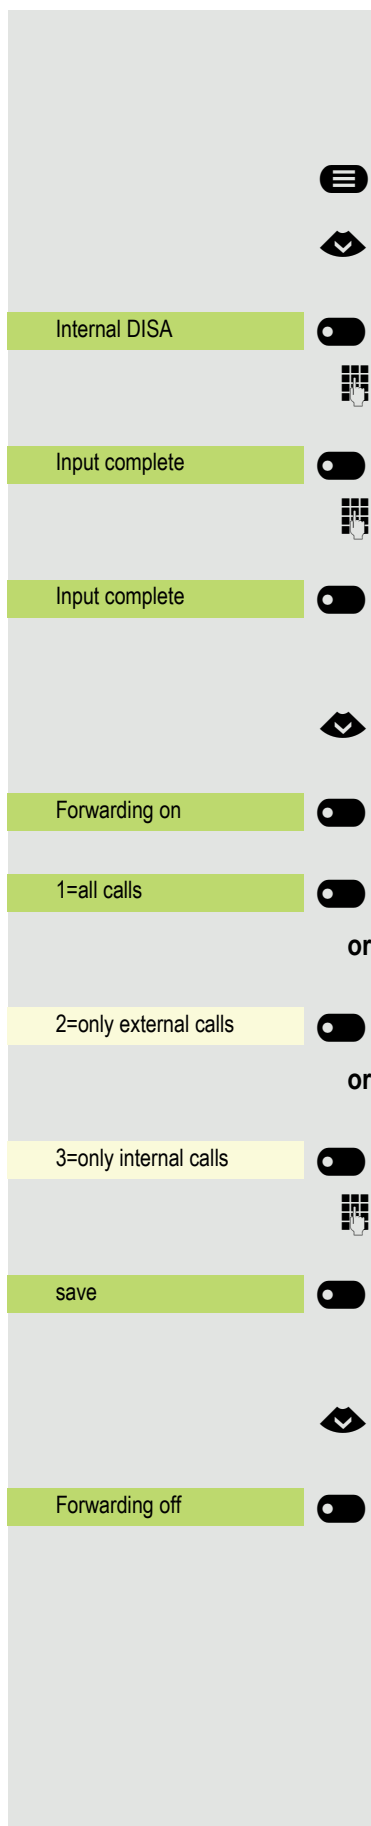 Internal DISA
Input complete
Input complete
Forwarding on
1=all calls
or
2=only external calls
or
3=only internal calls
save
Forwarding off